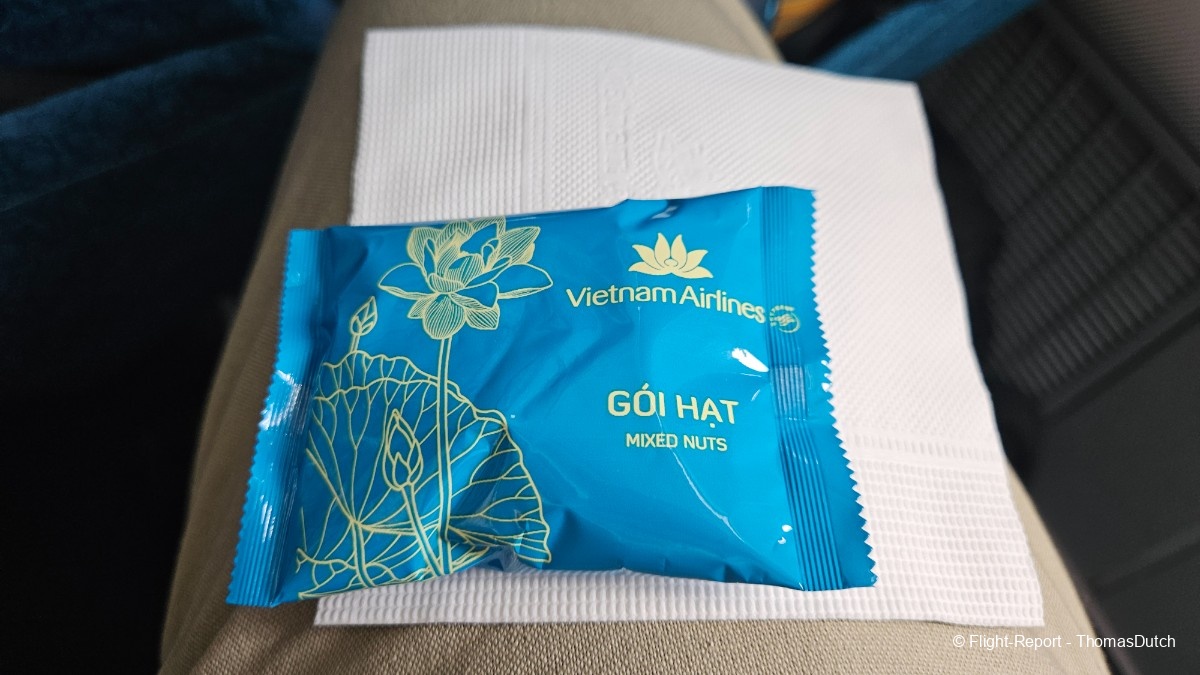 Vietnam Airlines
GÓI HẠT
MIXED NUTS
© Flight-Report - ThomasDutch